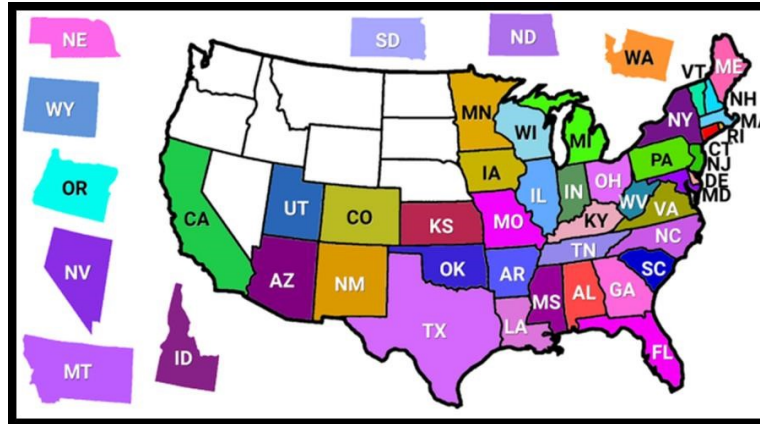 NE
SD
ND
WA
WY
OR
NV
MT
ID
CA
UT
AZ
CO
NM
KS
OK
TX
MN
IA
MO
AR
LA
WI
IL
MI
IN
OH
KY
TN
MS
AL
GA
FL
SC
NC
VA
WV
PA
NY
VT
ME
NH
MA
RI
CT
NJ
DE
MD